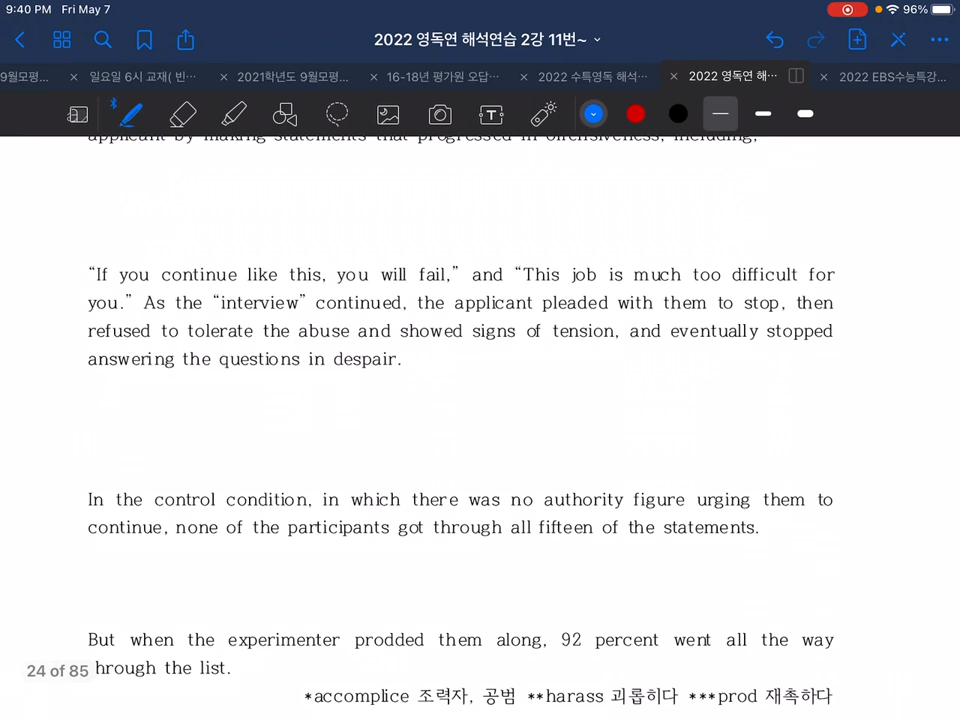 9:40 PM Fri May 7
96%
2022 영독연 해석연습 2강 11번~
9월모평...
일요일 6시 교재( 빈...
2021학년도 9월모평...
16-18년 평가원 오답...
2022 수특영독 해석...
2022 영독연 해...
2022 EBS수능특강...
applicant by making statements that progressed in offensiveness, including,
“If you continue like this, you will fail,” and “This job is much too difficult for
you.” As the “interview” continued, the applicant pleaded with them to stop, then
refused to tolerate the abuse and showed signs of tension, and eventually stopped
answering the questions in despair.
In the control condition, in which there was no authority figure urging them to
continue, none of the participants got through all fifteen of the statements.
But when the experimenter prodded them along, 92 percent went all the way
24 of 85 hrough the list.
*accomplice 조력자, 공범 **harass 괴롭히다 ***prod 재촉하다